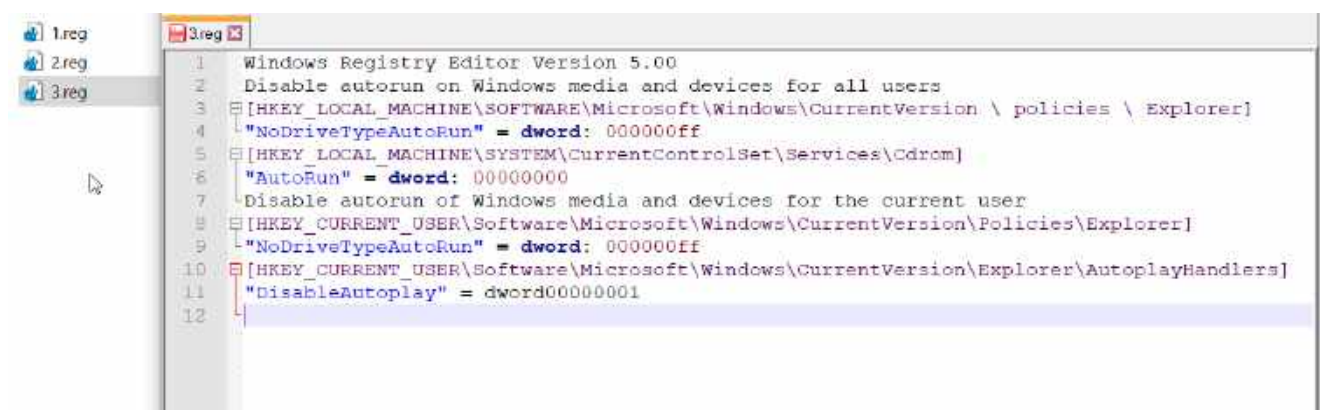 1.reg
2.reg
3.reg
3.reg
1 Windows Registry Editor Version 5.00
2 Disable autorun on Windows media and devices for all users
3 [HKEY_LOCAL_MACHINE\SOFTWARE\Microsoft\Windows\CurrentVersion \ policies \ Explorer]
4 "NoDriveTypeAutoRun" = dword: 000000ff
5 [HKEY_LOCAL_MACHINE\SYSTEM\CurrentControlSet\Services\Cdrom]
6 "AutoRun" = dword: 00000000
7 Disable autorun of Windows media and devices for the current user
8 [HKEY_CURRENT_USER\Software\Microsoft\Windows\CurrentVersion\Policies\Explorer]
9 "NoDriveTypeAutoRun" = dword: 000000ff
10 [HKEY_CURRENT_USER\Software\Microsoft\Windows\CurrentVersion\Explorer\AutoplayHandlers]
11 "DisableAutoplay" = dword00000001
12